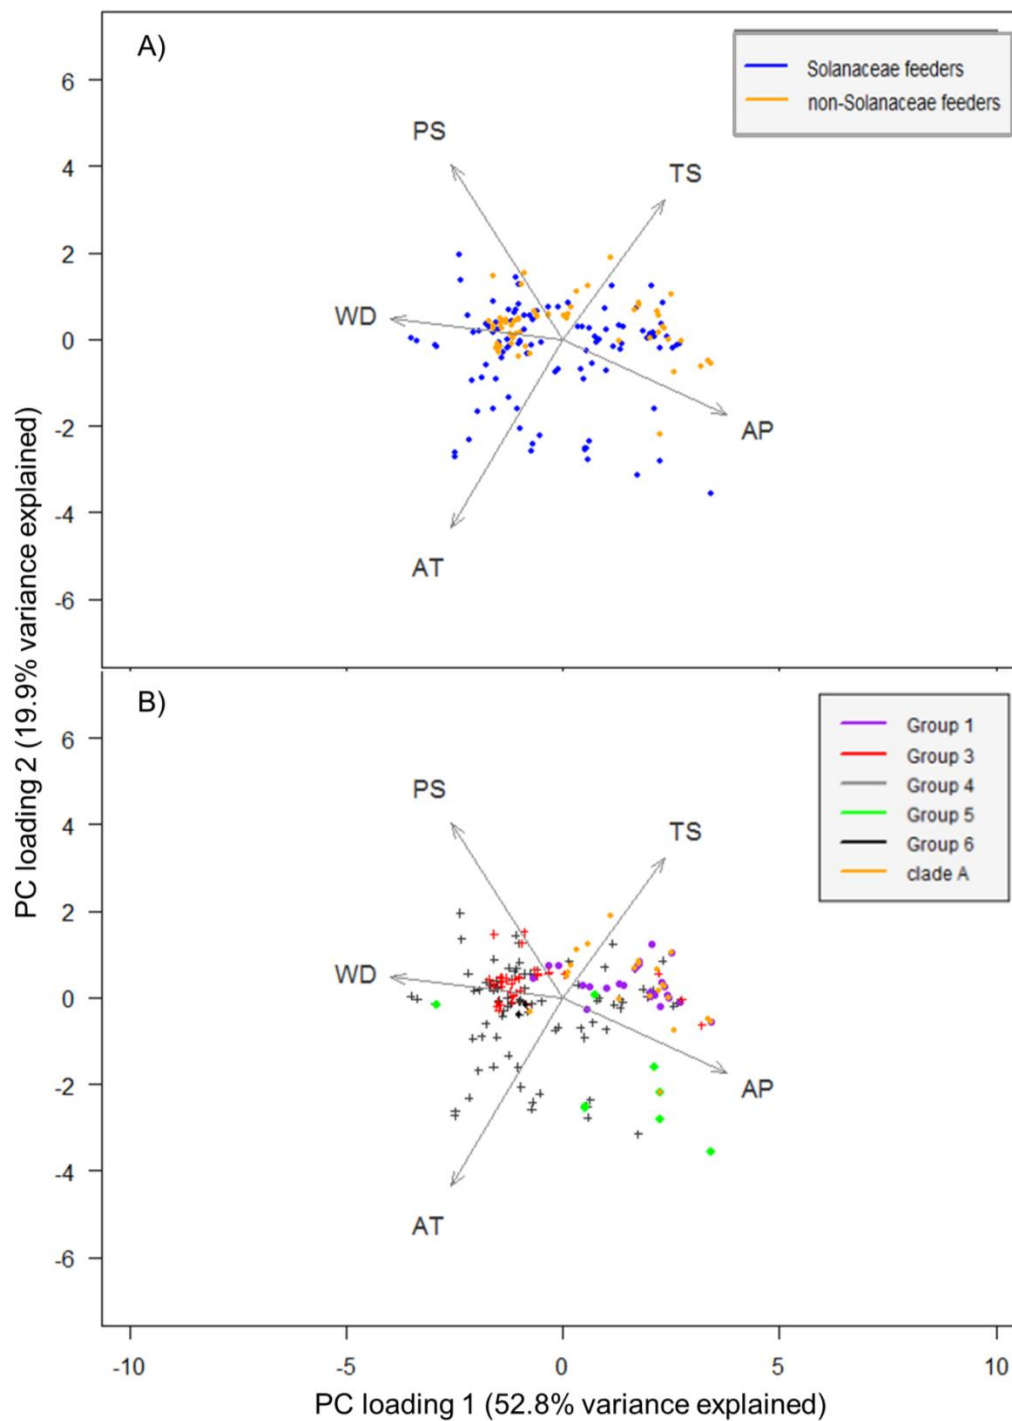 A)
Solanaceae feeders
non-Solanaceae feeders
6
4
2
0
-2
-4
-6
PS
TS
WD
AP
AT
B)
Group 1
Group 3
Group 4
Group 5
Group 6
clade A
6
4
2
0
-2
-4
-6
PS
TS
WD
AP
AT
-10
-5
0
5
10
PC loading 2 (19.9% variance explained)
PC loading 1 (52.8% variance explained)